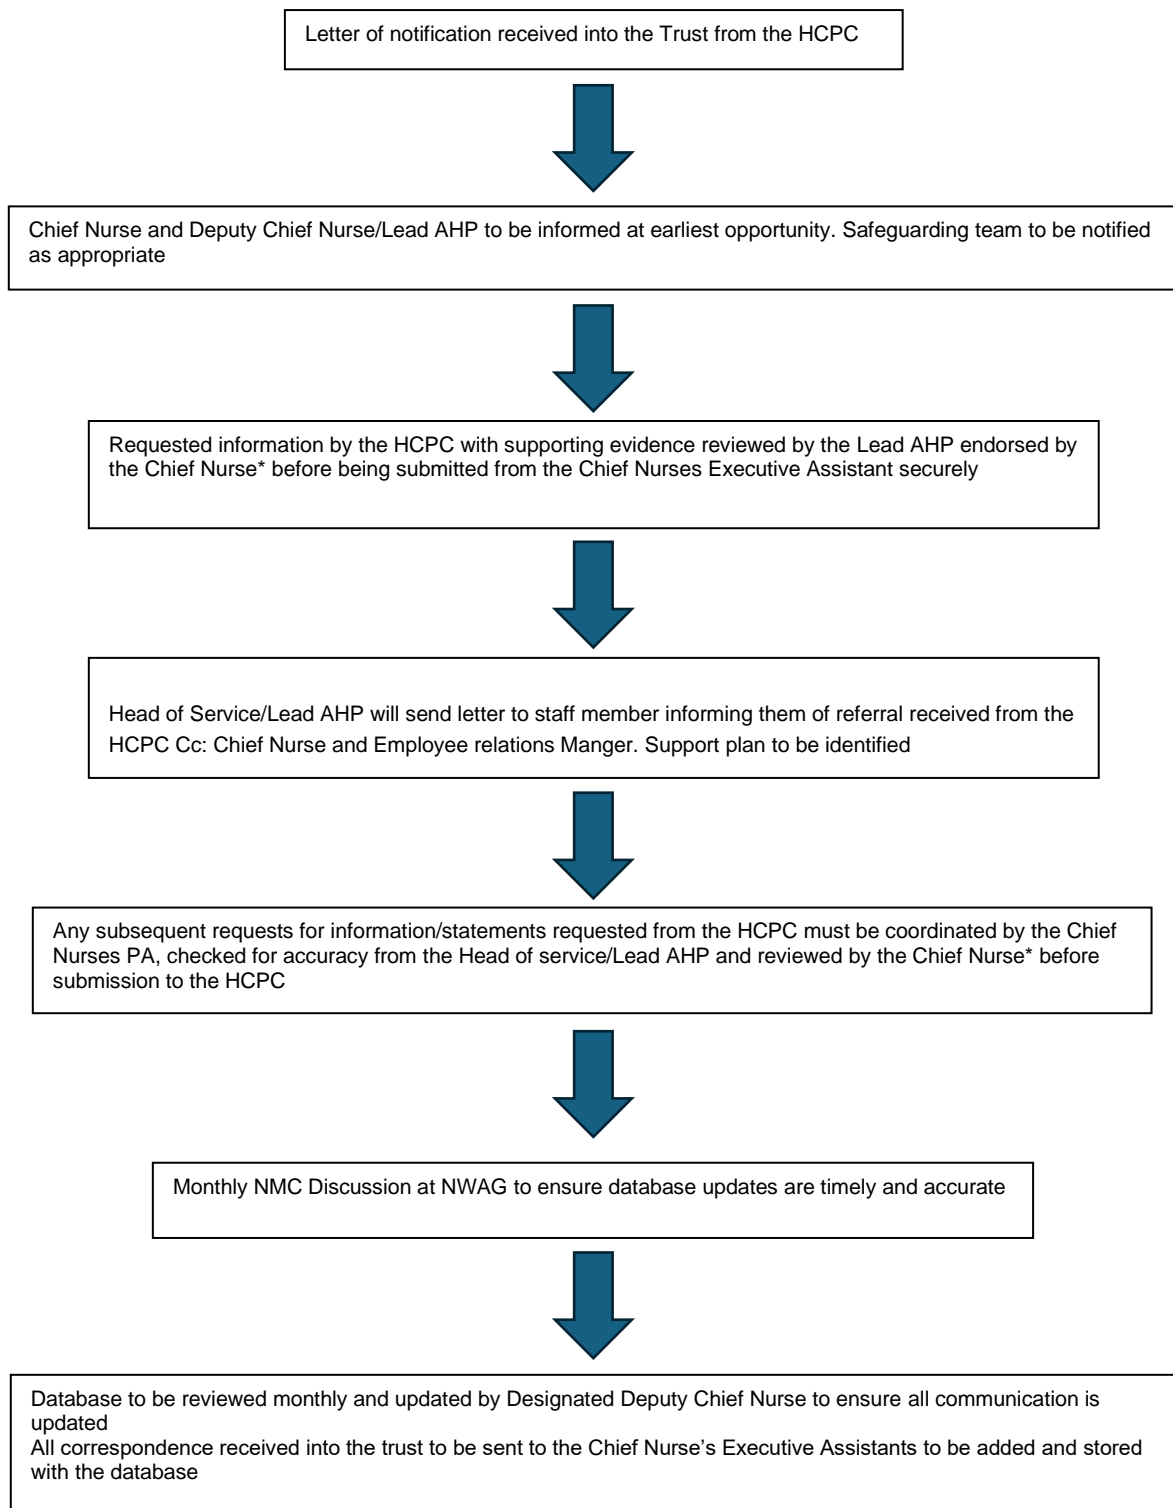 Letter of notification received into the Trust from the HCPC
Chief Nurse and Deputy Chief Nurse/Lead AHP to be informed at earliest opportunity. Safeguarding team to be notified
as appropriate
Requested information by the HCPC with supporting evidence reviewed by the Lead AHP endorsed by
the Chief Nurse* before being submitted from the Chief Nurses Executive Assistant securely
Head of Service/Lead AHP will send letter to staff member informing them of referral received from the
HCPC Cc: Chief Nurse and Employee relations Manger. Support plan to be identified
Any subsequent requests for information/statements requested from the HCPC must be coordinated by the Chief
Nurses PA, checked for accuracy from the Head of service/Lead AHP and reviewed by the Chief Nurse* before
submission to the HCPC
Monthly NMC Discussion at NWAG to ensure database updates are timely and accurate
Database to be reviewed monthly and updated by Designated Deputy Chief Nurse to ensure all communication is
updated
All correspondence received into the trust to be sent to the Chief Nurse’s Executive Assistants to be added and stored
with the database